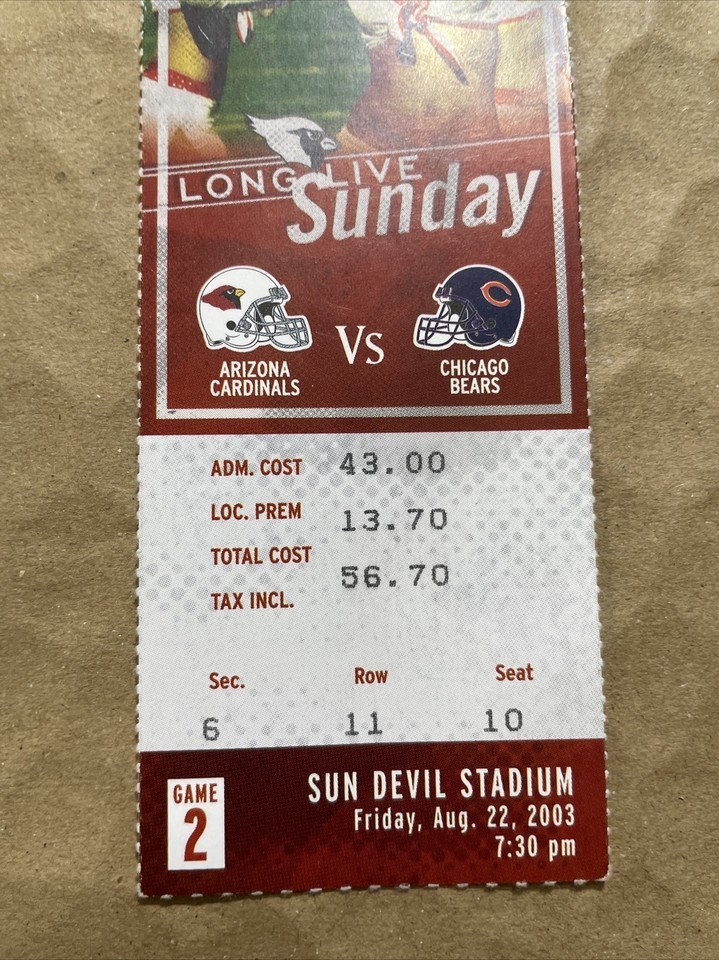 LONG LIVE
Sunday
Vs
ARIZONA
CARDINALS
CHICAGO
BEARS
ADM. COST 43.00
LOC. PREM 13.70
TOTAL COST 56.70
TAX INCL.
Sec. Row Seat
6 11 10
GAME
2
SUN DEVIL STADIUM
Friday, Aug. 22, 2003
7:30 pm